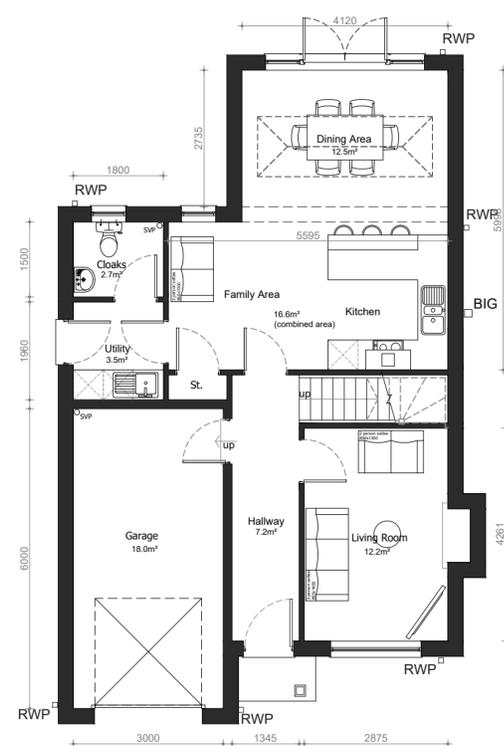 4120
RWP
Dining Area
12.5m²
2735
1800
RWP
RWP
5995
SVP
5595
1500
Cloaks
2.7m²
Family Area
16.6m²
(combined area)
Kitchen
BIG
1960
Utility
3.5m²
St.
up
SVP
up
Hallway
7.2m²
Living Room
12.2m²
4261
Garage
18.0m²
6000
RWP
RWP
RWP
3000
1345
2875